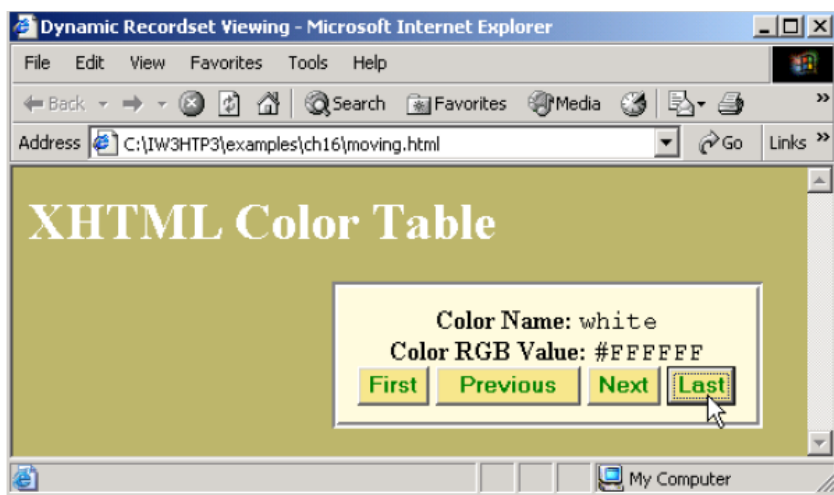 Dynamic Recordset Viewing - Microsoft Internet Explorer
File Edit View Favorites Tools Help
Back Search Favorites Media »
Address C:\IW3HTP3\examples\ch16\moving.html Go Links »
XHTML Color Table
Color Name: white
Color RGB Value: #FFFFFF
First Previous Next Last
My Computer